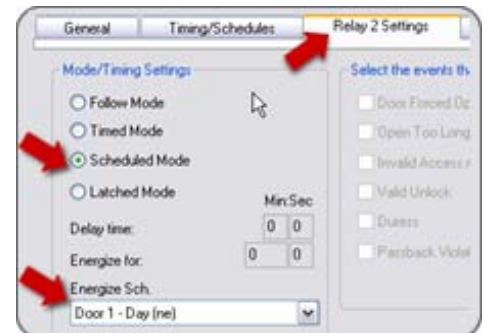 General Timing/Schedules Relay 2 Settings
Mode/Timing Settings
Follow Mode
Timed Mode
Scheduled Mode
Latched Mode
Min:Sec
Delay time: 0 0
Energize for: 0 0
Energize Sch.
Door 1 - Day (ne)
Select the events th
Door Forced Op
Open Too Long
Invalid Access A
Valid Unlock
Duress
Passback Viola